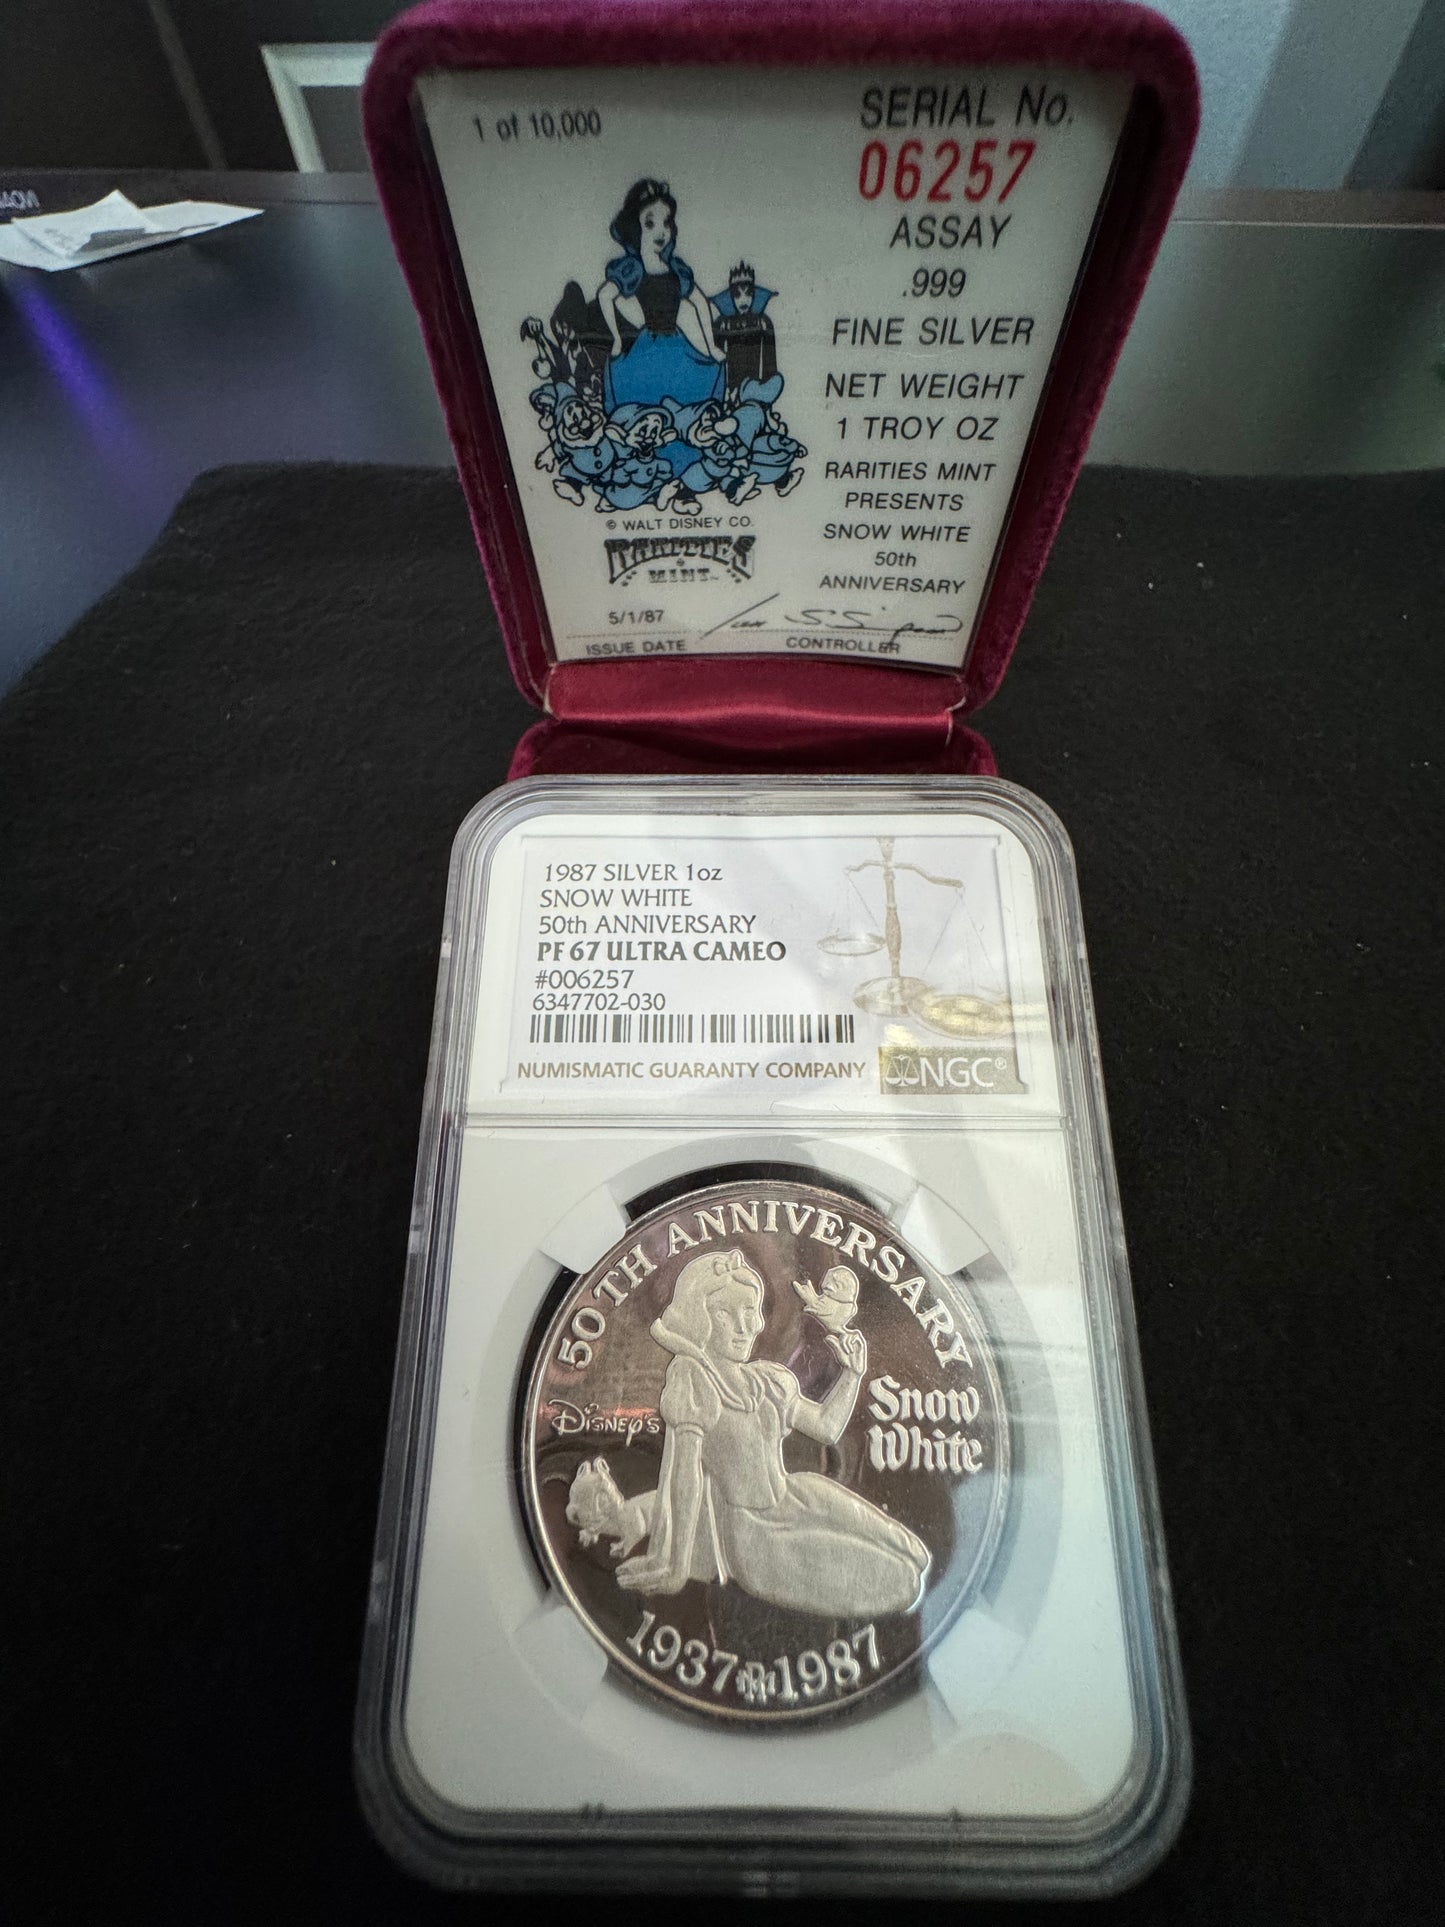 1 of 10,000
SERIAL No.
06257
ASSAY
.999
FINE SILVER
NET WEIGHT
1 TROY OZ
RARITIES MINT
PRESENTS
SNOW WHITE
50th
ANNIVERSARY
© WALT DISNEY CO.
RARITIES
MINT
5/1/87
ISSUE DATE
CONTROLLER
1987 SILVER 1oz
SNOW WHITE
50th ANNIVERSARY
PF 67 ULTRA CAMEO
#006257
6347702-030
NUMISMATIC GUARANTY COMPANY
NGC®
50TH ANNIVERSARY
DISNEY'S
Snow
White
1937 RM 1987